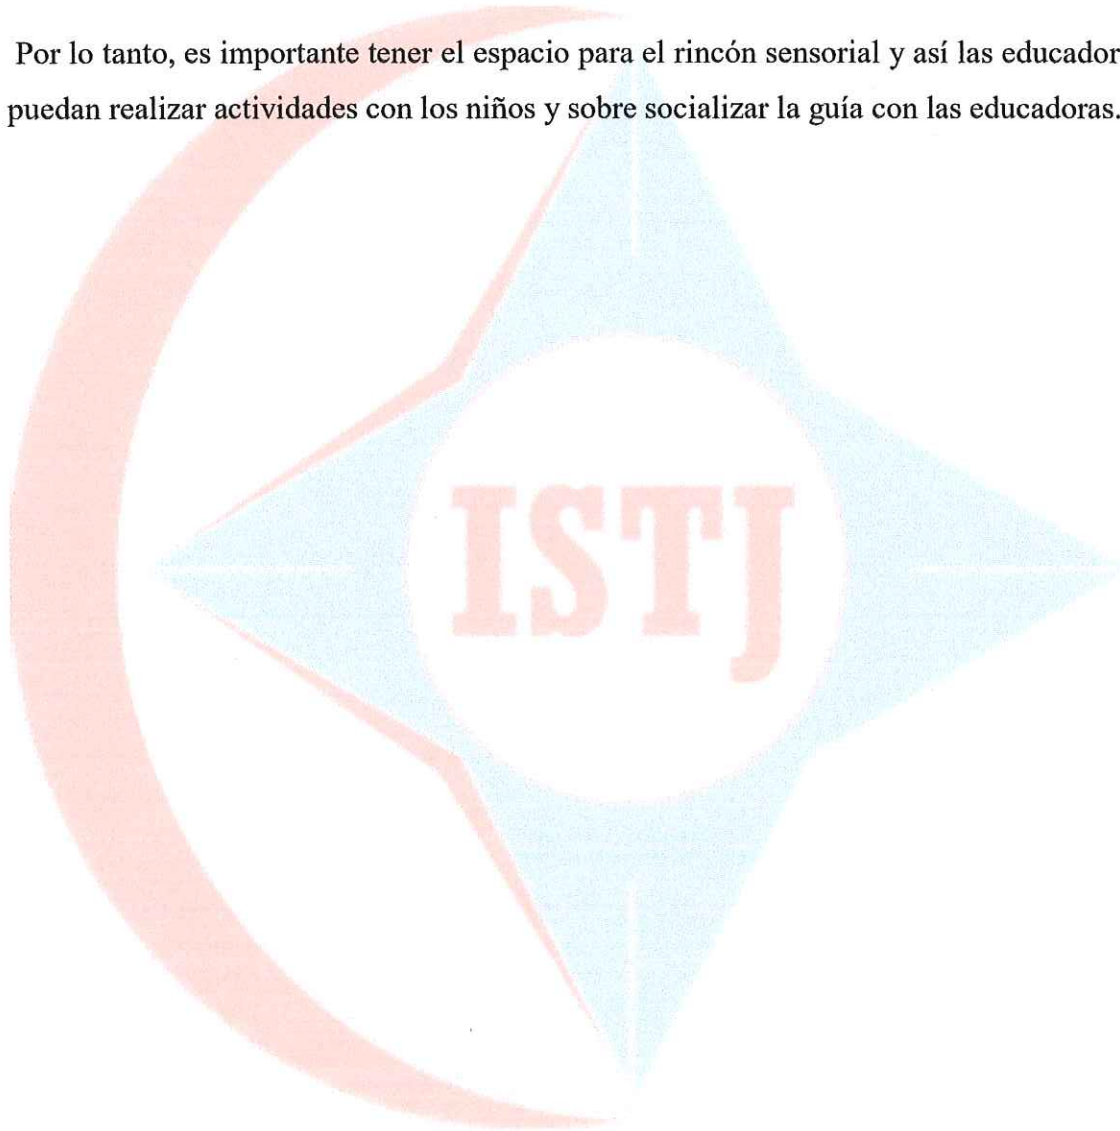 Por lo tanto, es importante tener el espacio para el rincón sensorial y así las educador
puedan realizar actividades con los niños y sobre socializar la guía con las educadoras.
ISTJ